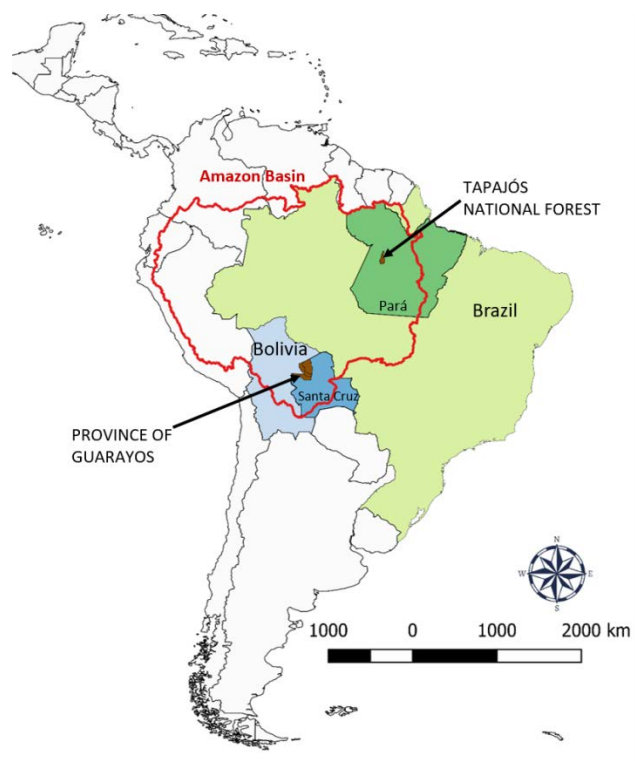 Amazon Basin
TAPAJÓS
NATIONAL FOREST
Pará
Brazil
Bolivia
Santa Cruz
PROVINCE OF
GUARAYOS
N
W
E
S
1000 0 1000 2000 km